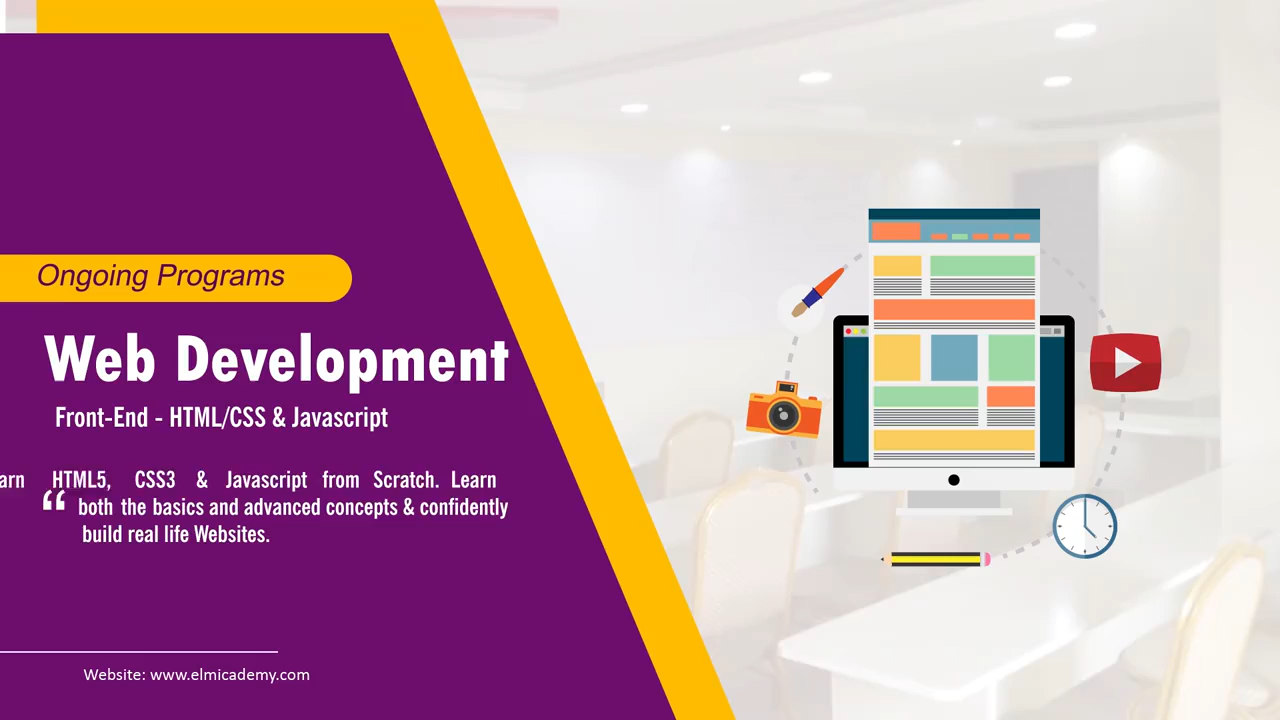 Ongoing Programs
Web Development
Front-End - HTML/CSS & Javascript
arn HTML5, CSS3 & Javascript from Scratch. Learn
“ both the basics and advanced concepts & confidently
build real life Websites.
Website: www.elmicademy.com